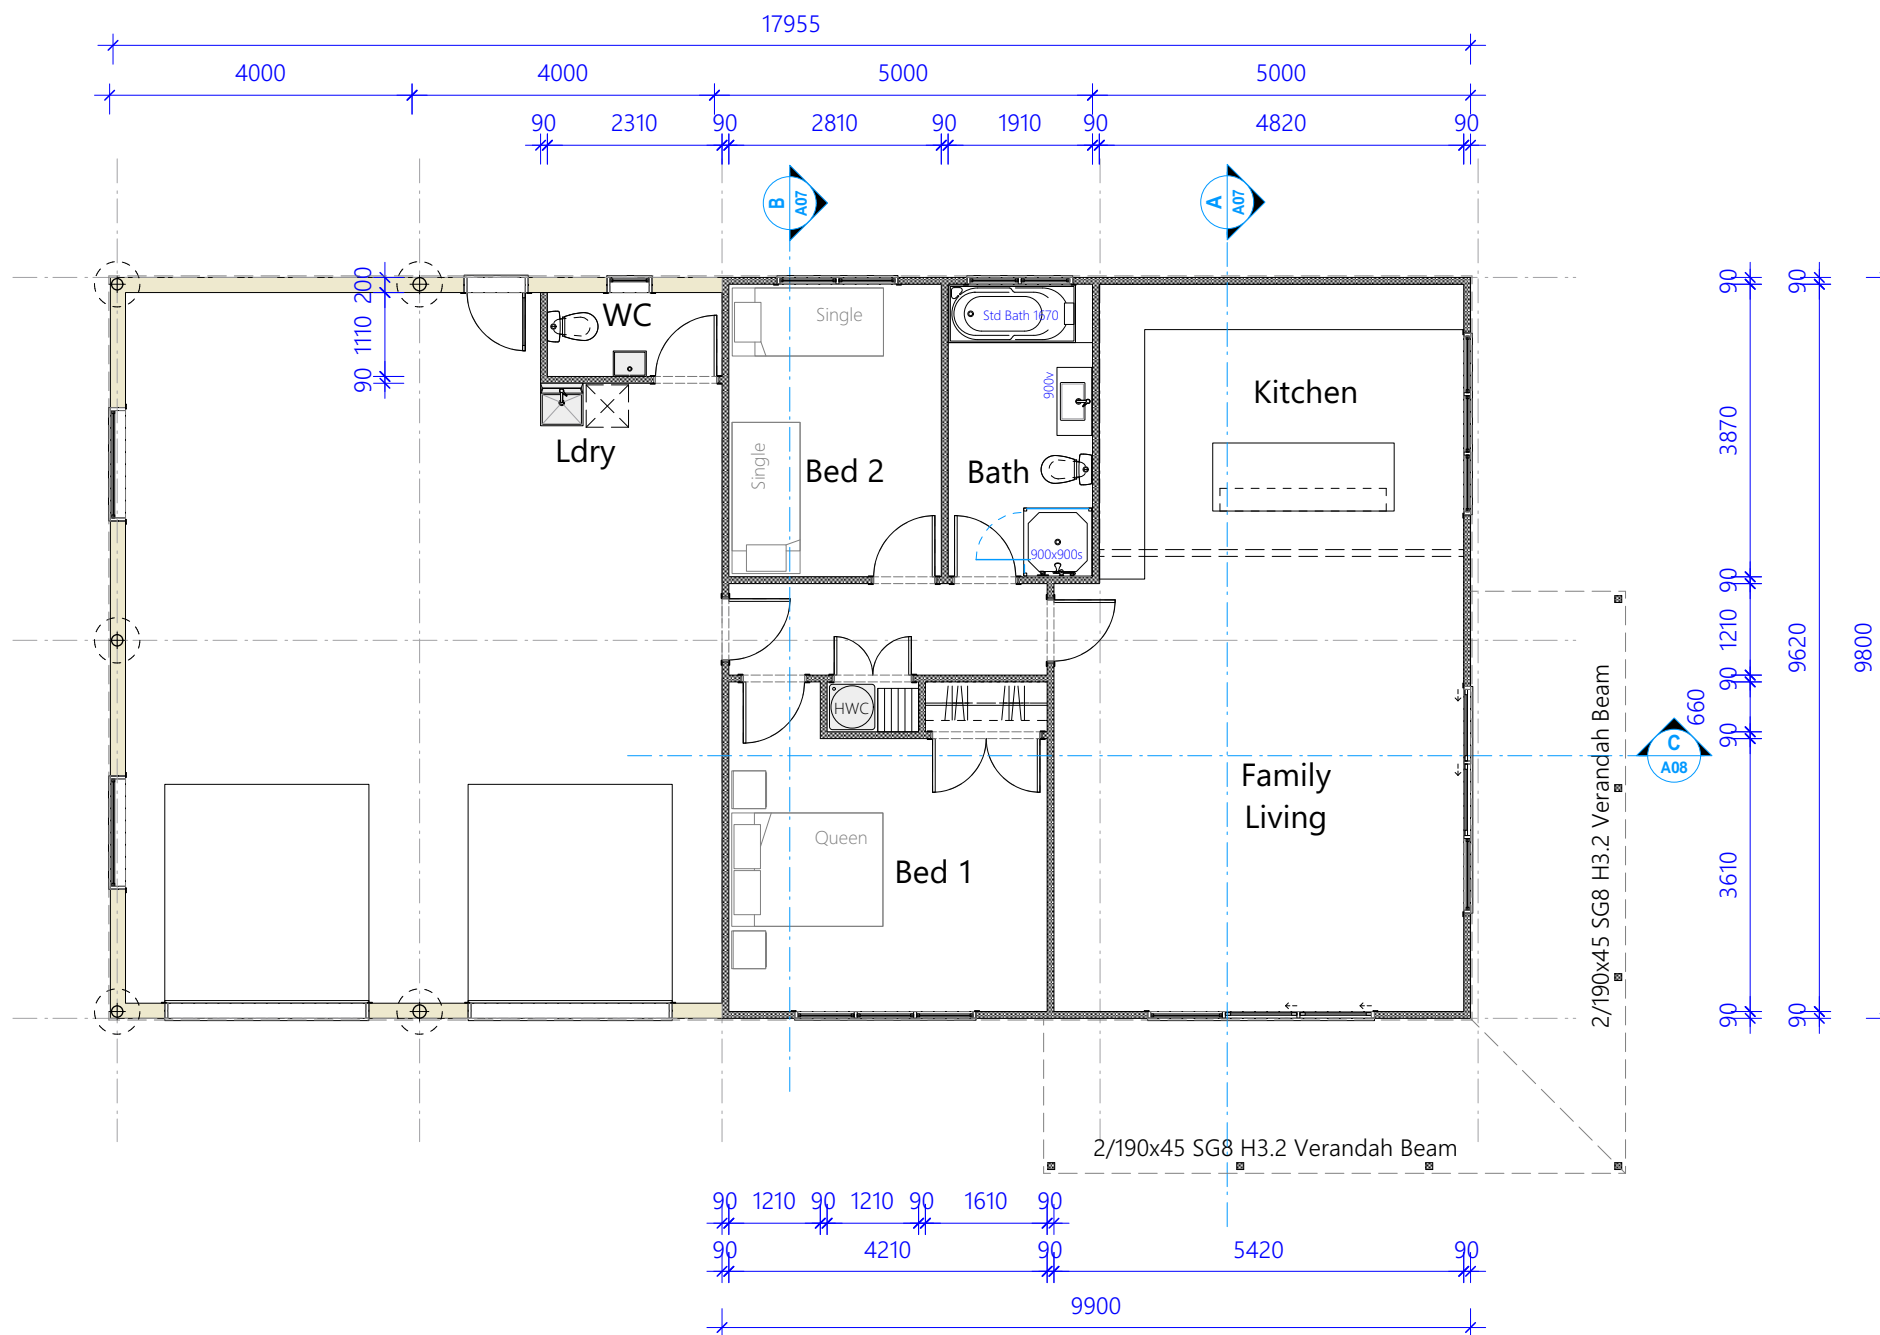 17955
4000 4000 5000 5000
90 2310 90 2810 90 1910 90 4820 90
B
A07
A
A07
200
1110
90
WC
Single
Std Bath 1670
Kitchen
900v
Ldry
Single
Bed 2
Bath
900x900s
HWC
Family
Living
Queen
Bed 1
90
3870
90
1210
90
660
90
3610
90
90
9620
90
9800
C
A08
2/190x45 SG8 H3.2 Verandah Beam
2/190x45 SG8 H3.2 Verandah Beam
90 1210 90 1210 90 1610 90
90 4210 90 5420 90
9900